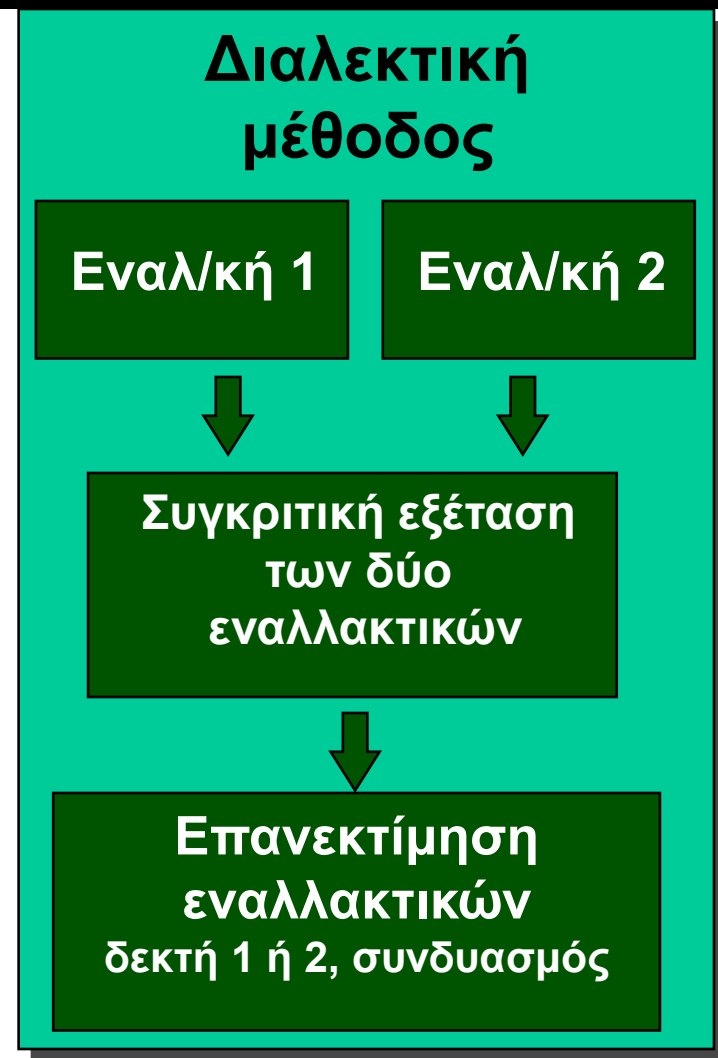 Διαλεκτική
μέθοδος
Εναλ/κή 1
Εναλ/κή 2
Συγκριτική εξέταση
των δύο
εναλλακτικών
Επανεκτίμηση
εναλλακτικών
δεκτή 1 ή 2, συνδυασμός